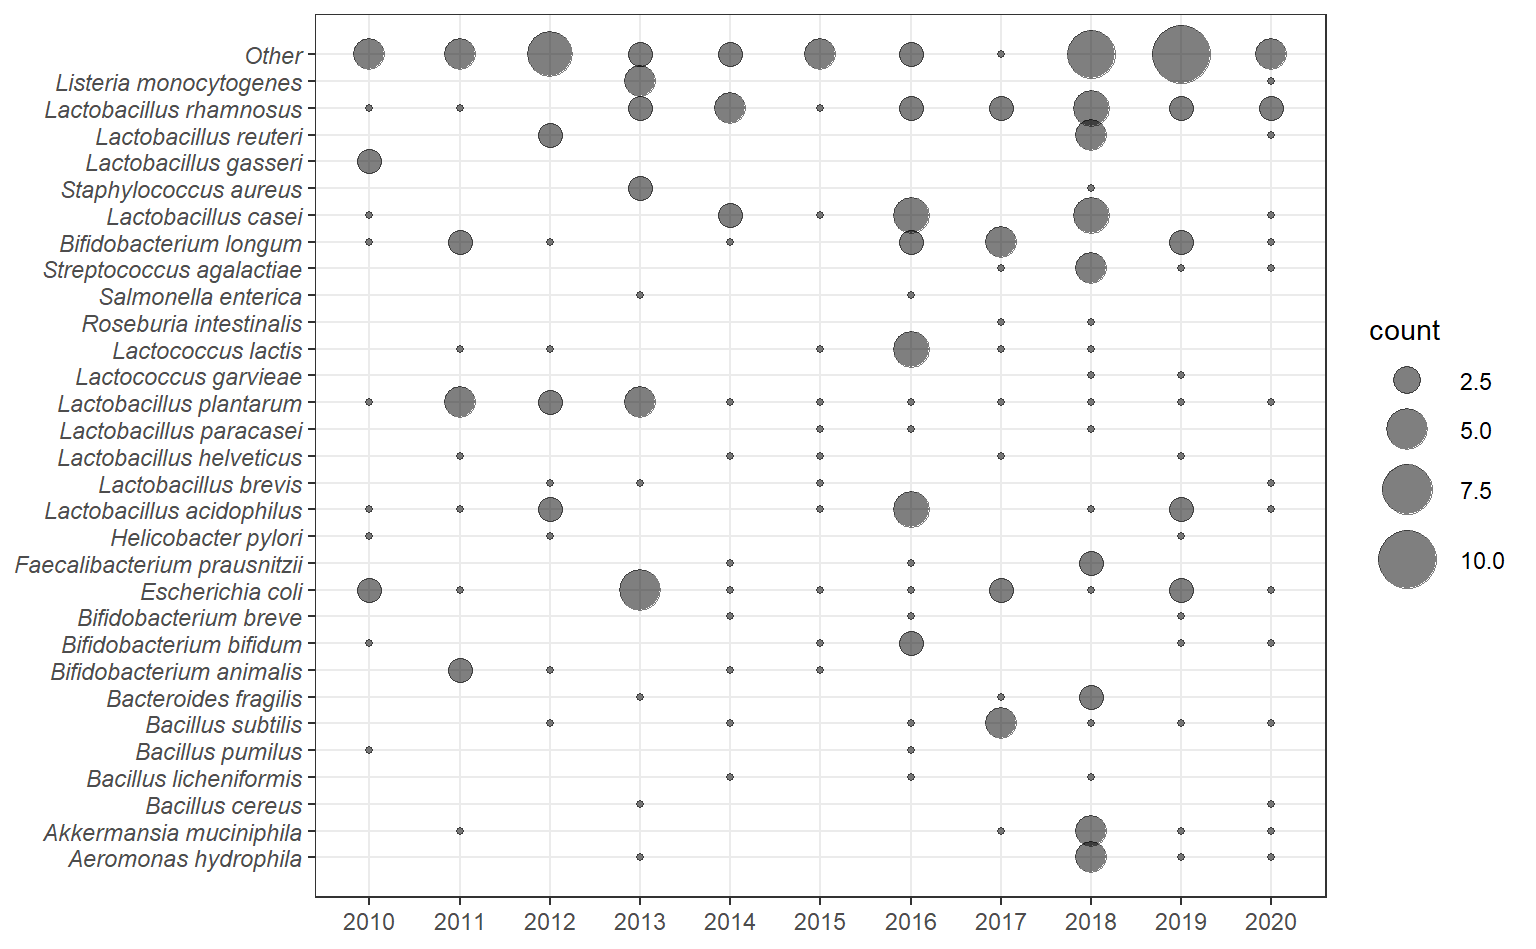 Other
Listeria monocytogenes
Lactobacillus rhamnosus
Lactobacillus reuteri
Lactobacillus gasseri
Staphylococcus aureus
Lactobacillus casei
Bifidobacterium longum
Streptococcus agalactiae
Salmonella enterica
Roseburia intestinalis
Lactococcus lactis
Lactococcus garvieae
Lactobacillus plantarum
Lactobacillus paracasei
Lactobacillus helveticus
Lactobacillus brevis
Lactobacillus acidophilus
Helicobacter pylori
Faecalibacterium prausnitzii
Escherichia coli
Bifidobacterium breve
Bifidobacterium bifidum
Bifidobacterium animalis
Bacteroides fragilis
Bacillus subtilis
Bacillus pumilus
Bacillus licheniformis
Bacillus cereus
Akkermansia muciniphila
Aeromonas hydrophila
2010 2011 2012 2013 2014 2015 2016 2017 2018 2019 2020
count
2.5
5.0
7.5
10.0